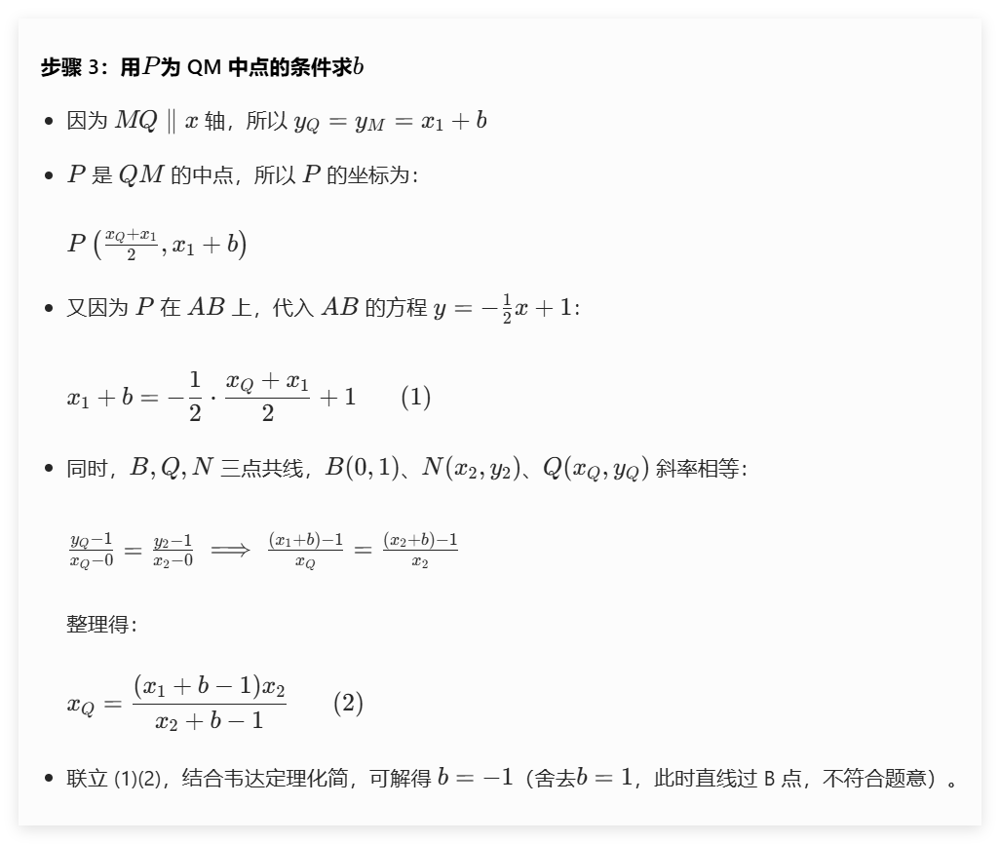 步骤 3：用P为 QM 中点的条件求b
• 因为 MQ ∥ x 轴，所以 y_Q = y_M = x_1 + b
• P 是 QM 的中点，所以 P 的坐标为：
P(\frac{x_Q+x_1}{2}, x_1 + b)
• 又因为 P 在 AB 上，代入 AB 的方程 y = -\frac{1}{2}x + 1：
x_1 + b = -\frac{1}{2} · \frac{x_Q + x_1}{2} + 1 (1)
• 同时，B, Q, N 三点共线，B(0, 1)、N(x_2, y_2)、Q(x_Q, y_Q) 斜率相等：
\frac{y_Q-1}{x_Q-0} = \frac{y_2-1}{x_2-0} ⟹ \frac{(x_1+b)-1}{x_Q} = \frac{(x_2+b)-1}{x_2}
整理得：
x_Q = \frac{(x_1 + b - 1)x_2}{x_2 + b - 1} (2)
• 联立 (1)(2)，结合韦达定理化简，可解得 b = -1（舍去b = 1，此时直线过 B 点，不符合题意）。